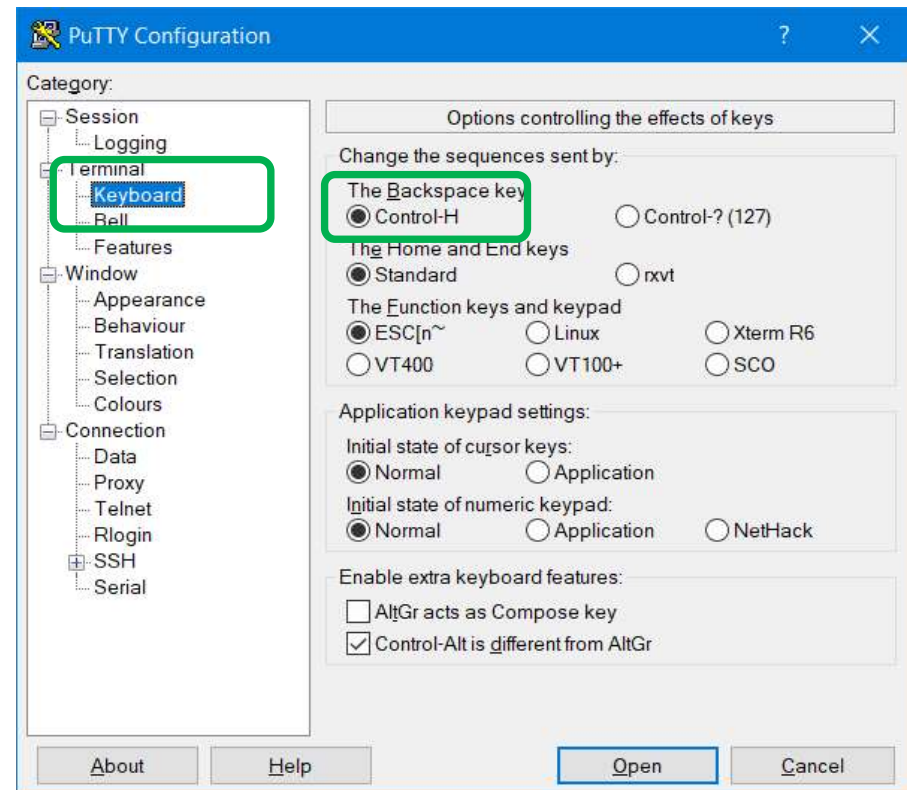 PuTTY Configuration
?
Category:
Session
Logging
Terminal
Keyboard
Bell
Features
Window
Appearance
Behaviour
Translation
Selection
Colours
Connection
Data
Proxy
Telnet
Rlogin
SSH
Serial
Options controlling the effects of keys
Change the sequences sent by:
The Backspace key
Control-H Control-? (127)
The Home and End keys
Standard rxvt
The Function keys and keypad
ESC[n~ Linux Xterm R6
VT400 VT100+ SCO
Application keypad settings:
Initial state of cursor keys:
Normal Application
Initial state of numeric keypad:
Normal Application NetHack
Enable extra keyboard features:
AltGr acts as Compose key
Control-Alt is different from AltGr
About Help Open Cancel